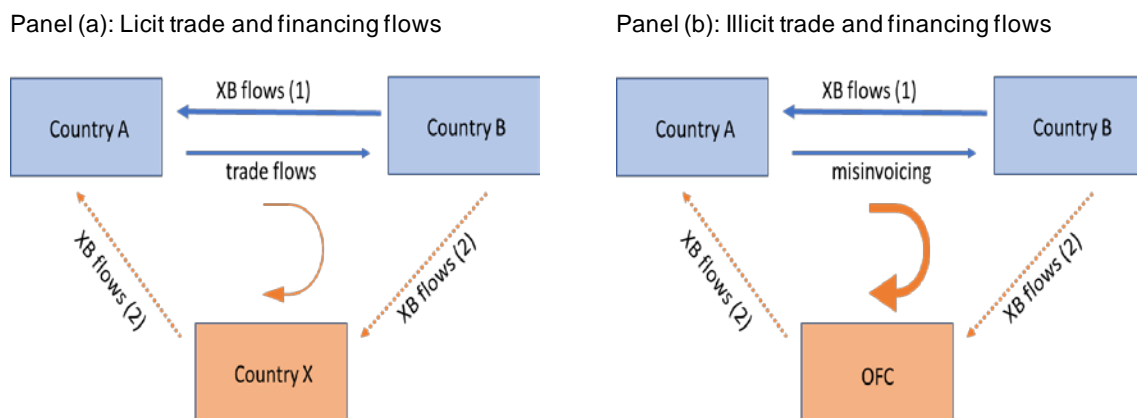 Panel (a): Licit trade and financing flows
XB flows (1)
Country A
Country B
trade flows
XB flows (2)
XB flows (2)
Country X
Panel (b): Illicit trade and financing flows
XB flows (1)
Country A
Country B
misinvoicing
XB flows (2)
XB flows (2)
OFC